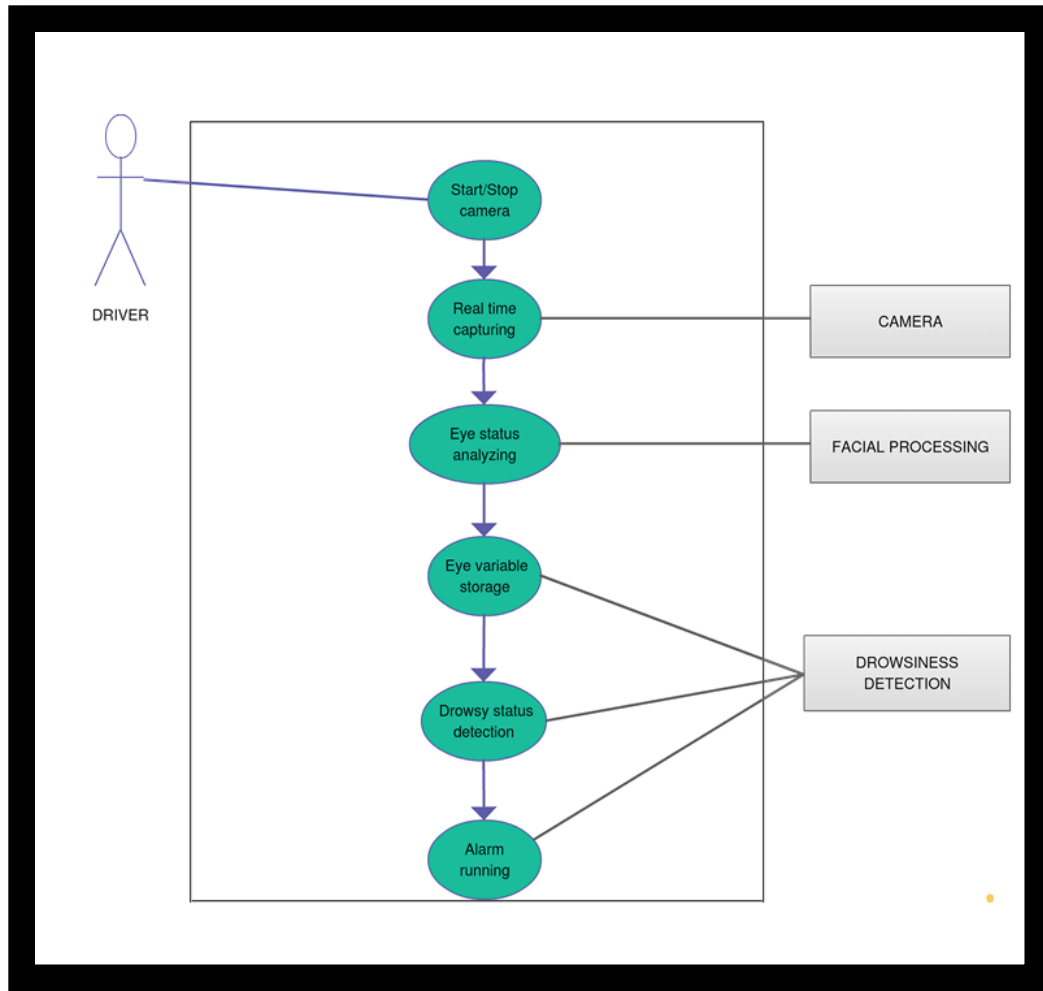 Start/Stop
camera
DRIVER
Real time
capturing
CAMERA
Eye status
analyzing
FACIAL PROCESSING
Eye variable
storage
DROWSINESS
DETECTION
Drowsy status
detection
Alarm
running